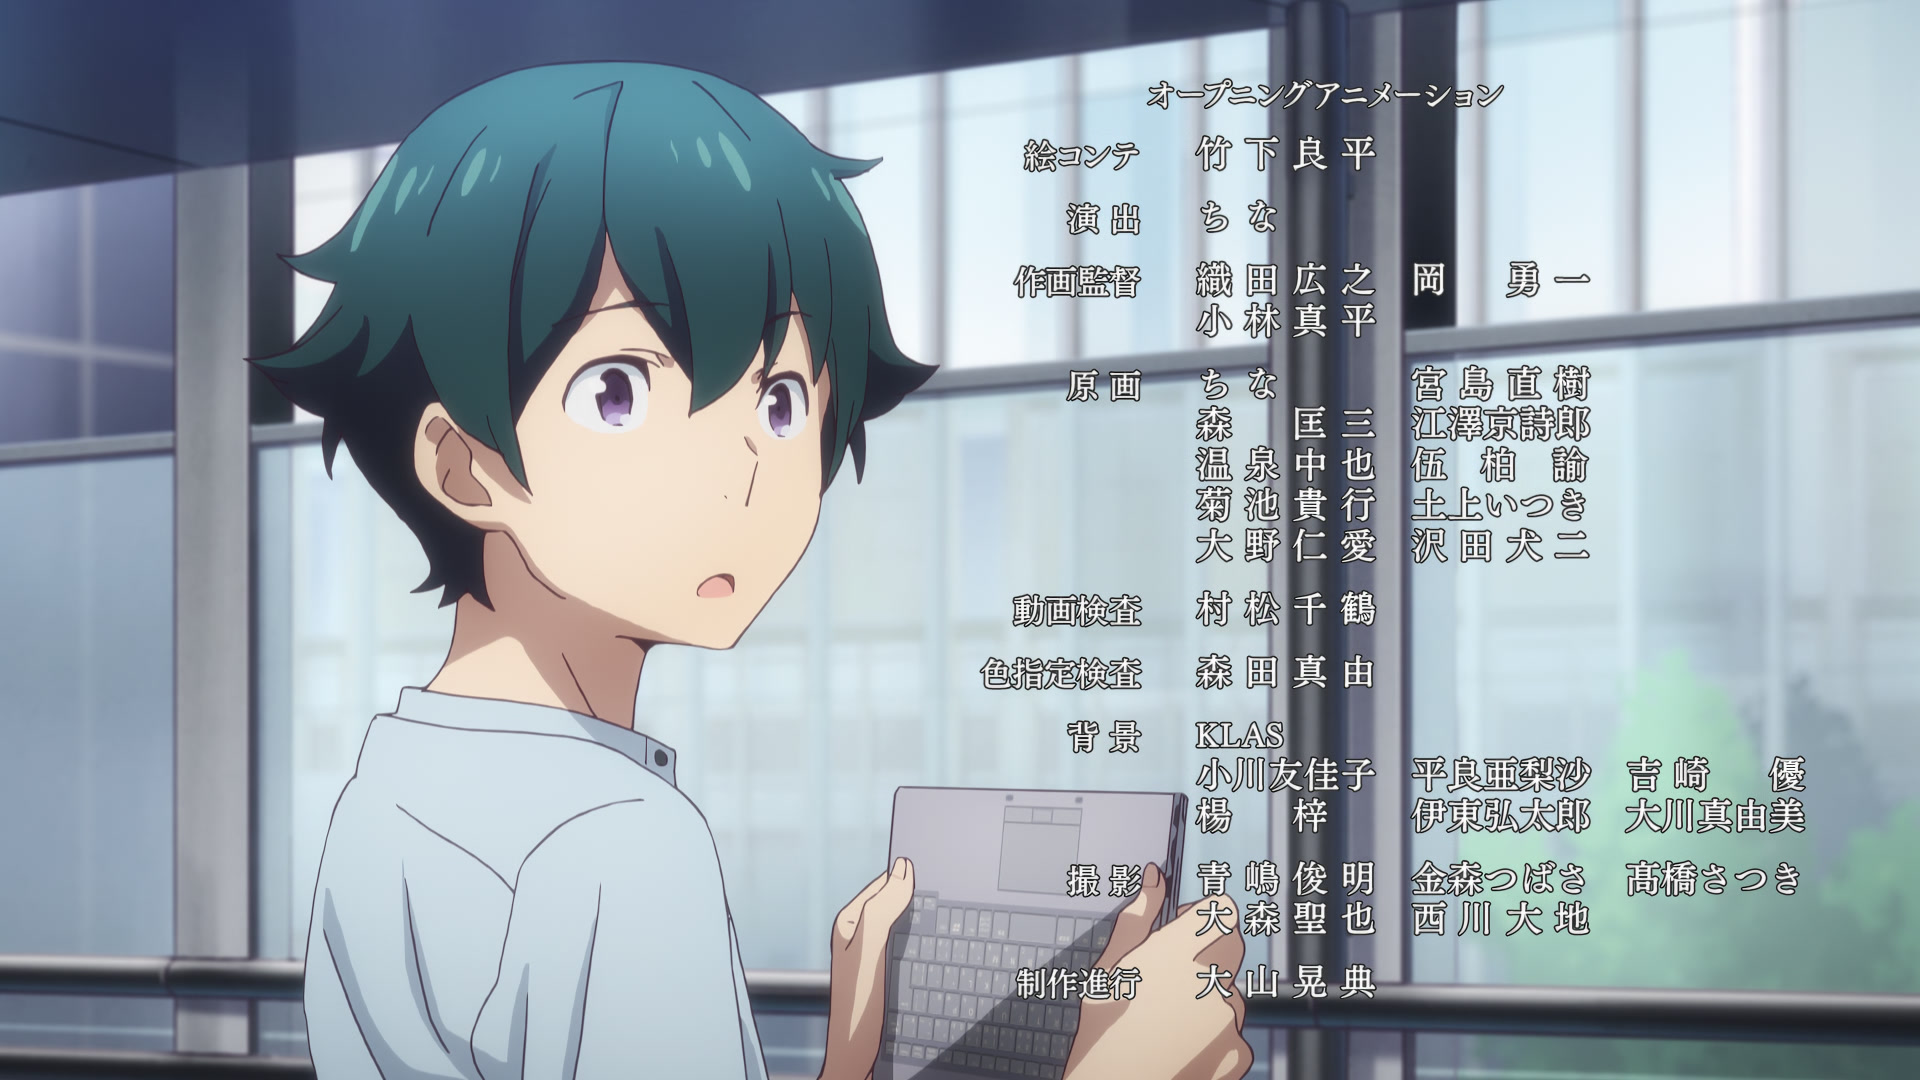 オープニングアニメーション
絵コンテ 竹下良平
演出 ちな
作画監督 織田広之 岡勇一
小林真平
原画 ちな 宮島直樹
森匡三 江澤京詩郎
温泉中也 伍柏諭
菊池貴行 土上いつき
大野仁愛 沢田犬二
動画検査 村松千鶴
色指定検査 森田真由
背景 KLAS
小川友佳子 平良亜梨沙 吉崎優
楊梓 伊東弘太郎 大川真由美
撮影 青嶋俊明 金森つばさ 髙橋さつき
大森聖也 西川大地
制作進行 大山晃典